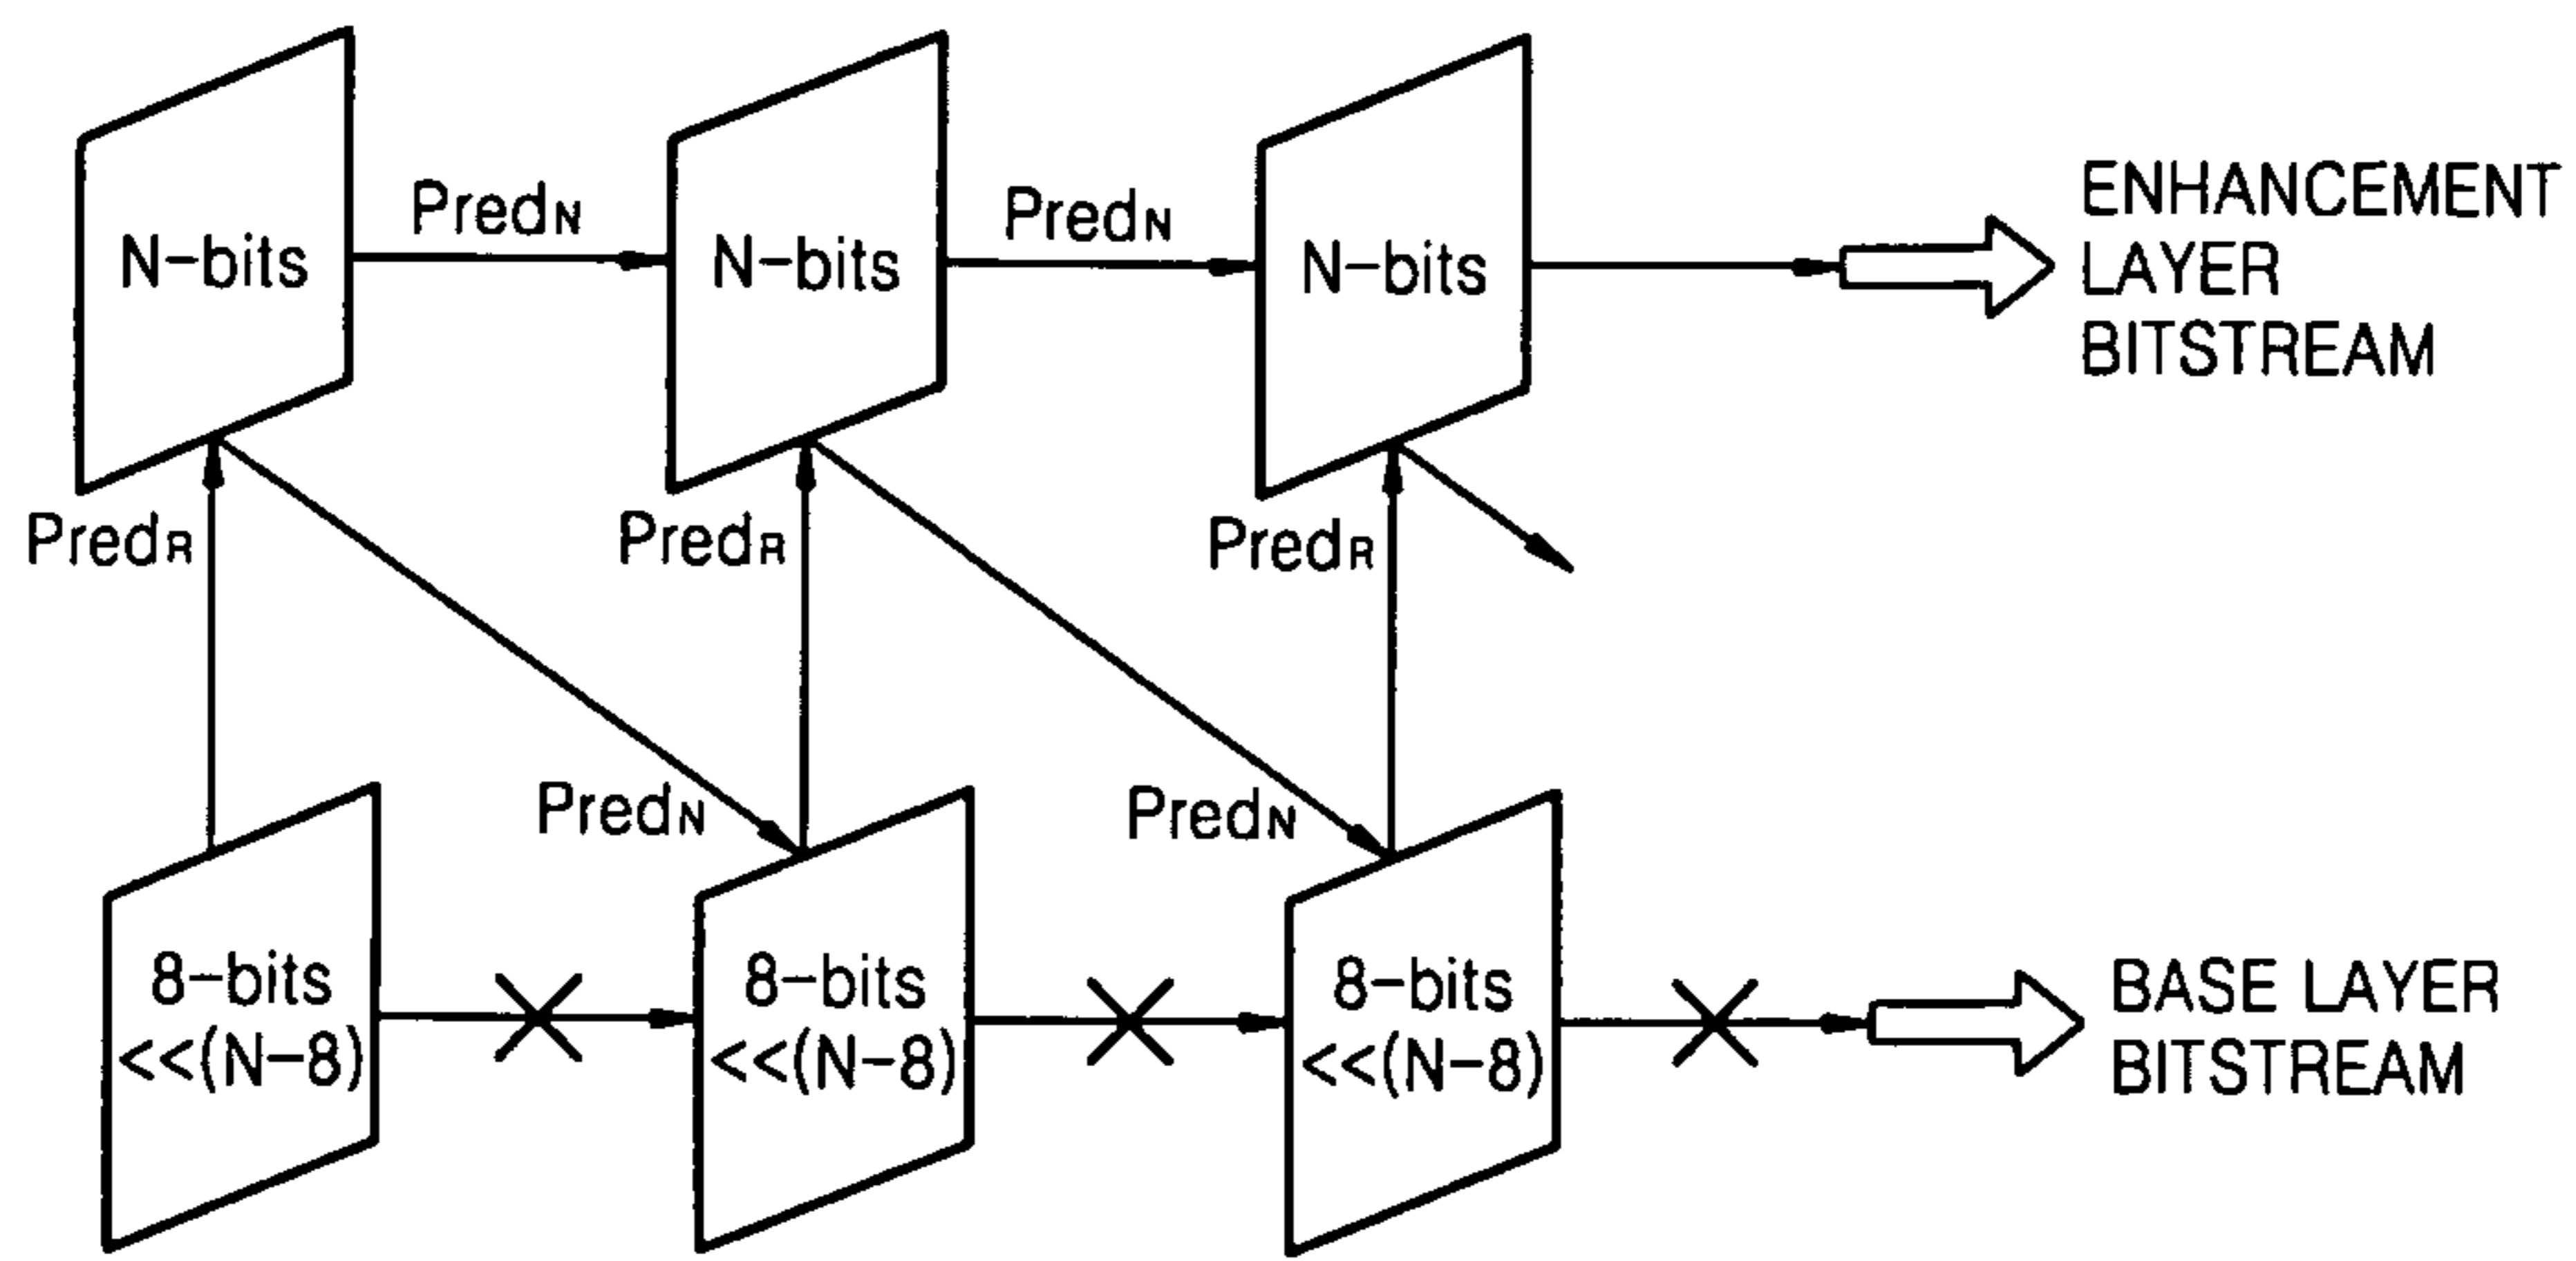 N-bits
PredN
N-bits
PredN
N-bits
ENHANCEMENT
LAYER
BITSTREAM
PredR
PredR
PredR
PredN
PredN
8-bits
<<(N-8)
8-bits
<<(N-8)
8-bits
<<(N-8)
BASE LAYER
BITSTREAM